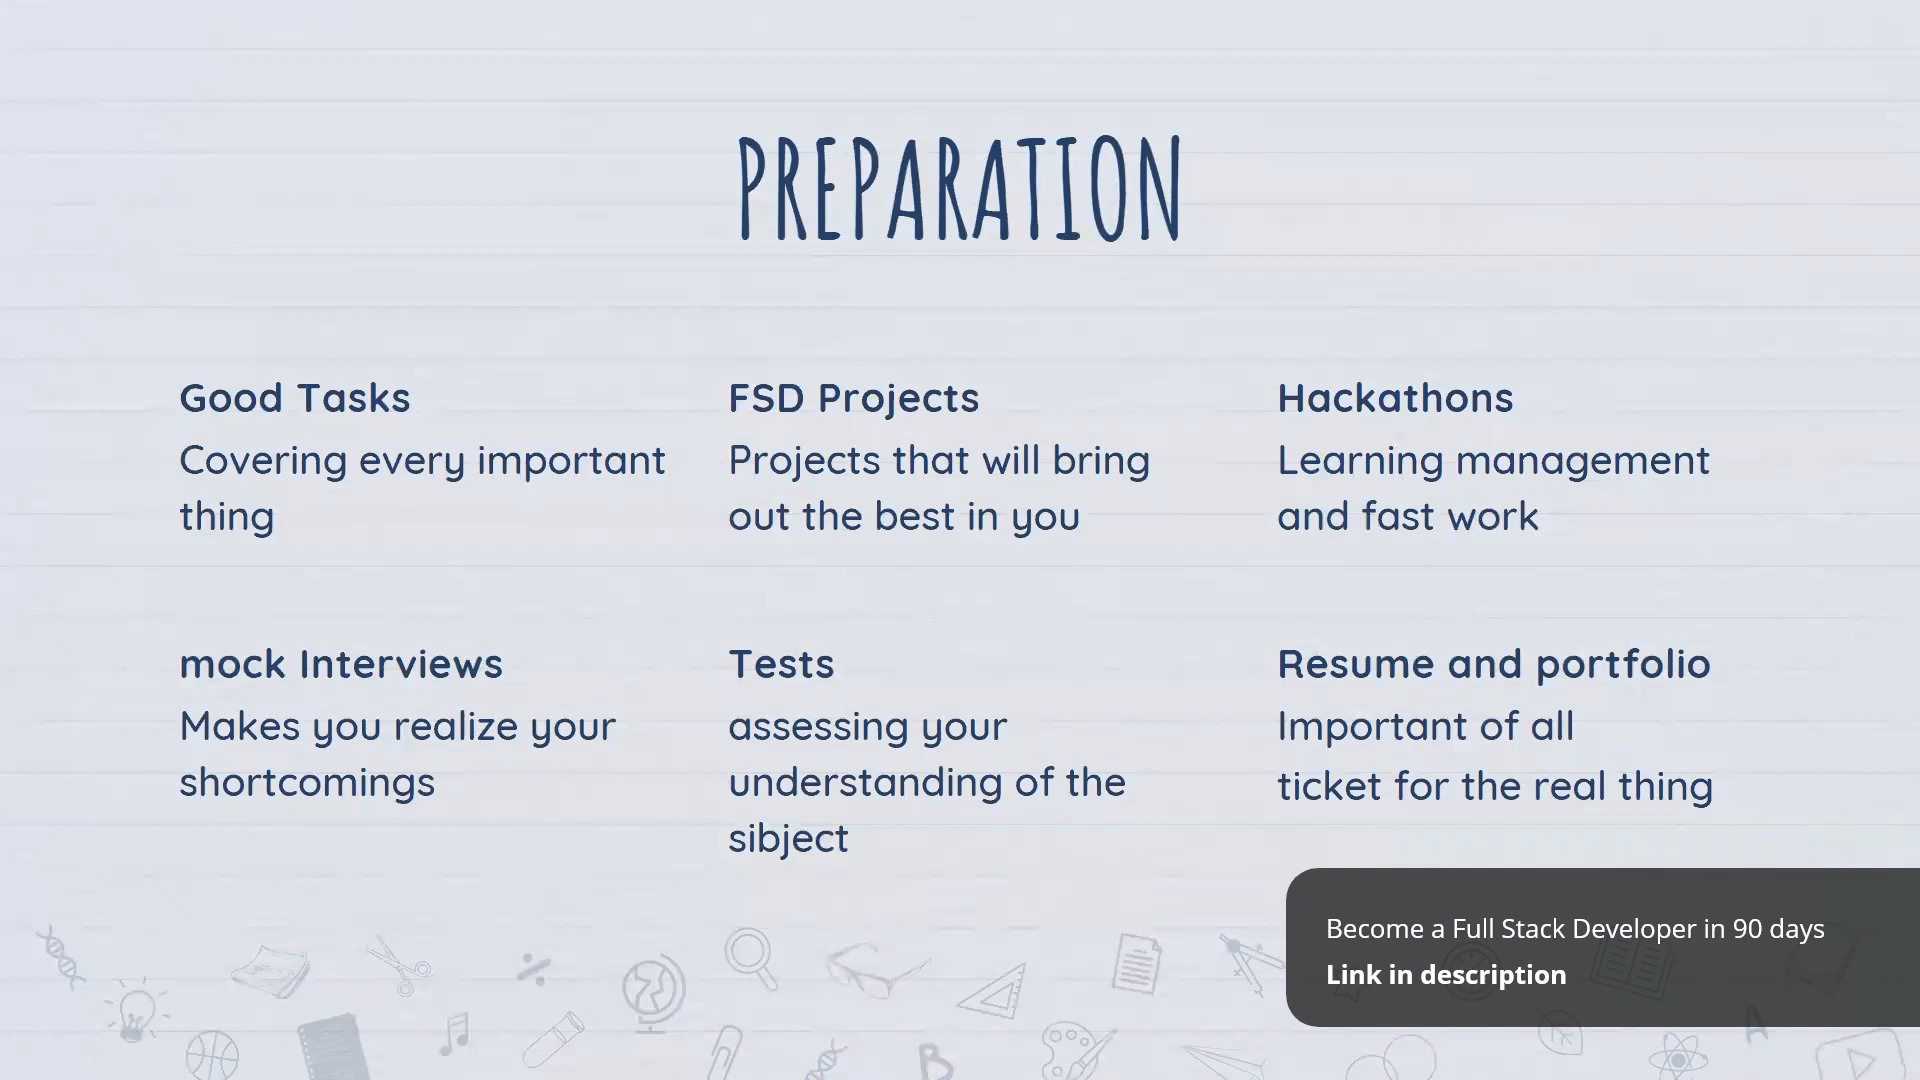 PREPARATION
Good Tasks
Covering every important
thing
FSD Projects
Projects that will bring
out the best in you
Hackathons
Learning management
and fast work
mock Interviews
Makes you realize your
shortcomings
Tests
assessing your
understanding of the
sibject
Resume and portfolio
Important of all
ticket for the real thing
Become a Full Stack Developer in 90 days
Link in description
B
A